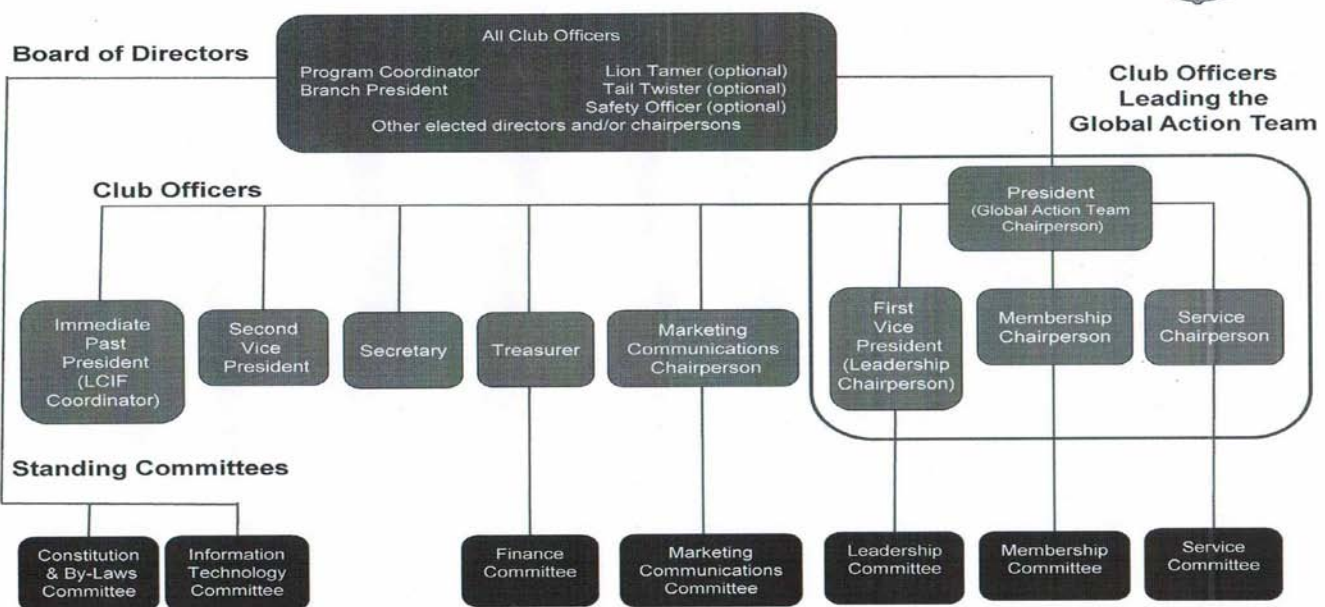 Board of Directors
All Club Officers
Program Coordinator
Branch President
Lion Tamer (optional)
Tail Twister (optional)
Safety Officer (optional)
Other elected directors and/or chairpersons
Club Officers
Leading the
Global Action Team
Club Officers
President
(Global Action Team
Chairperson)
Immediate
Past
President
(LCIF
Coordinator)
Second
Vice
President
Secretary
Treasurer
Marketing
Communications
Chairperson
First
Vice
President
(Leadership
Chairperson)
Membership
Chairperson
Service
Chairperson
Standing Committees
Constitution
& By-Laws
Committee
Information
Technology
Committee
Finance
Committee
Marketing
Communications
Committee
Leadership
Committee
Membership
Committee
Service
Committee